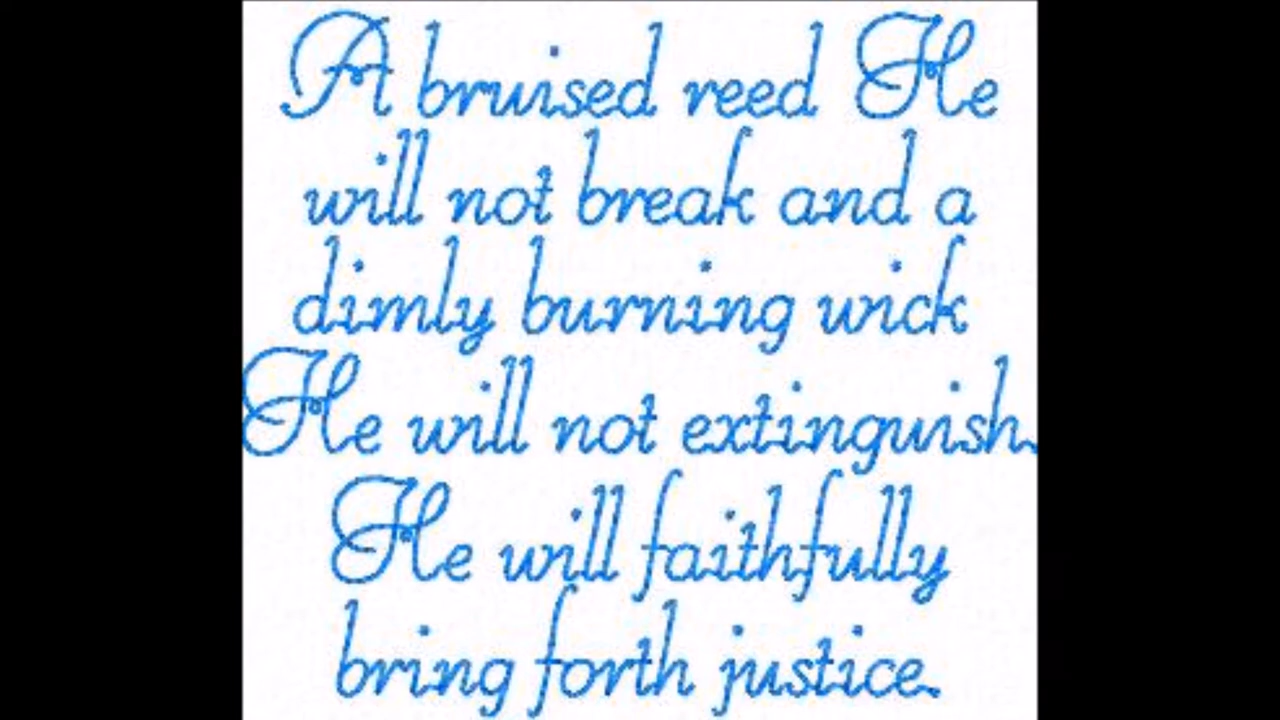 A bruised reed He
will not break and a
dimly burning wick
He will not extinguish.
He will faithfully
bring forth justice.